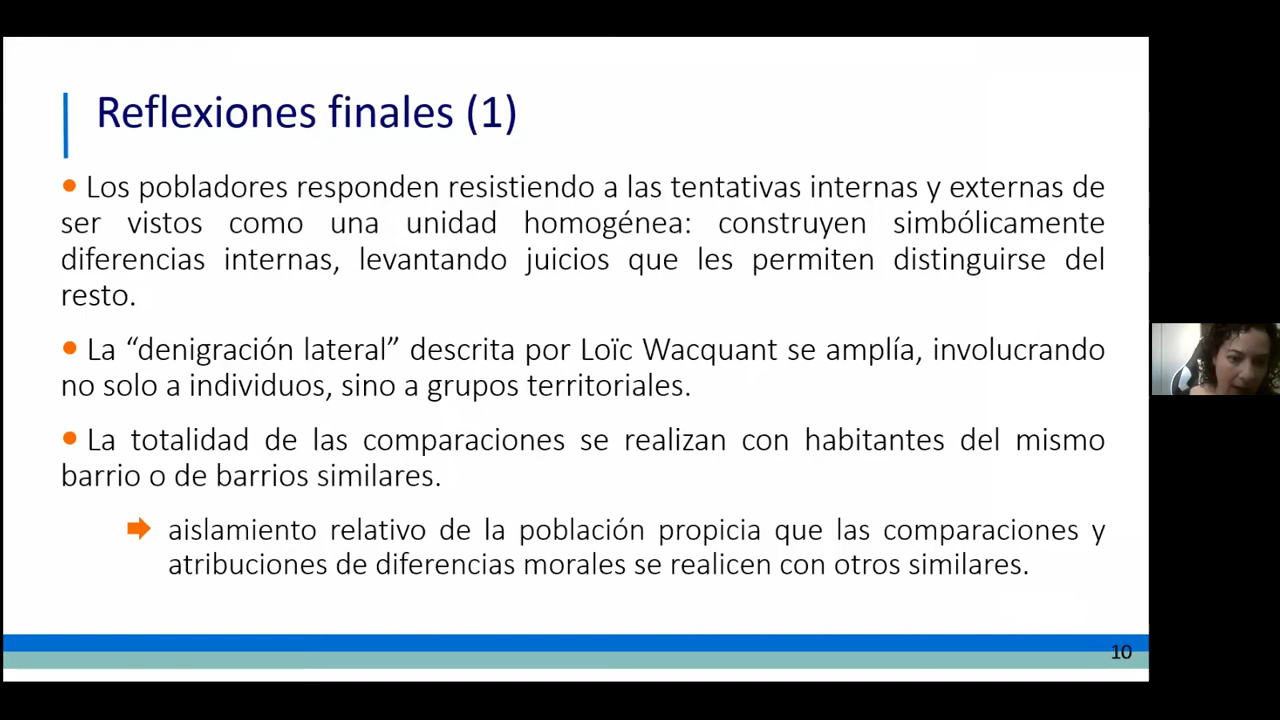 Reflexiones finales (1)
• Los pobladores responden resistiendo a las tentativas internas y externas de
ser vistos como una unidad homogénea: construyen simbólicamente
diferencias internas, levantando juicios que les permiten distinguirse del
resto.
• La “denigración lateral” descrita por Loïc Wacquant se amplía, involucrando
no solo a individuos, sino a grupos territoriales.
• La totalidad de las comparaciones se realizan con habitantes del mismo
barrio o de barrios similares.
aislamiento relativo de la población propicia que las comparaciones y
atribuciones de diferencias morales se realicen con otros similares.
10